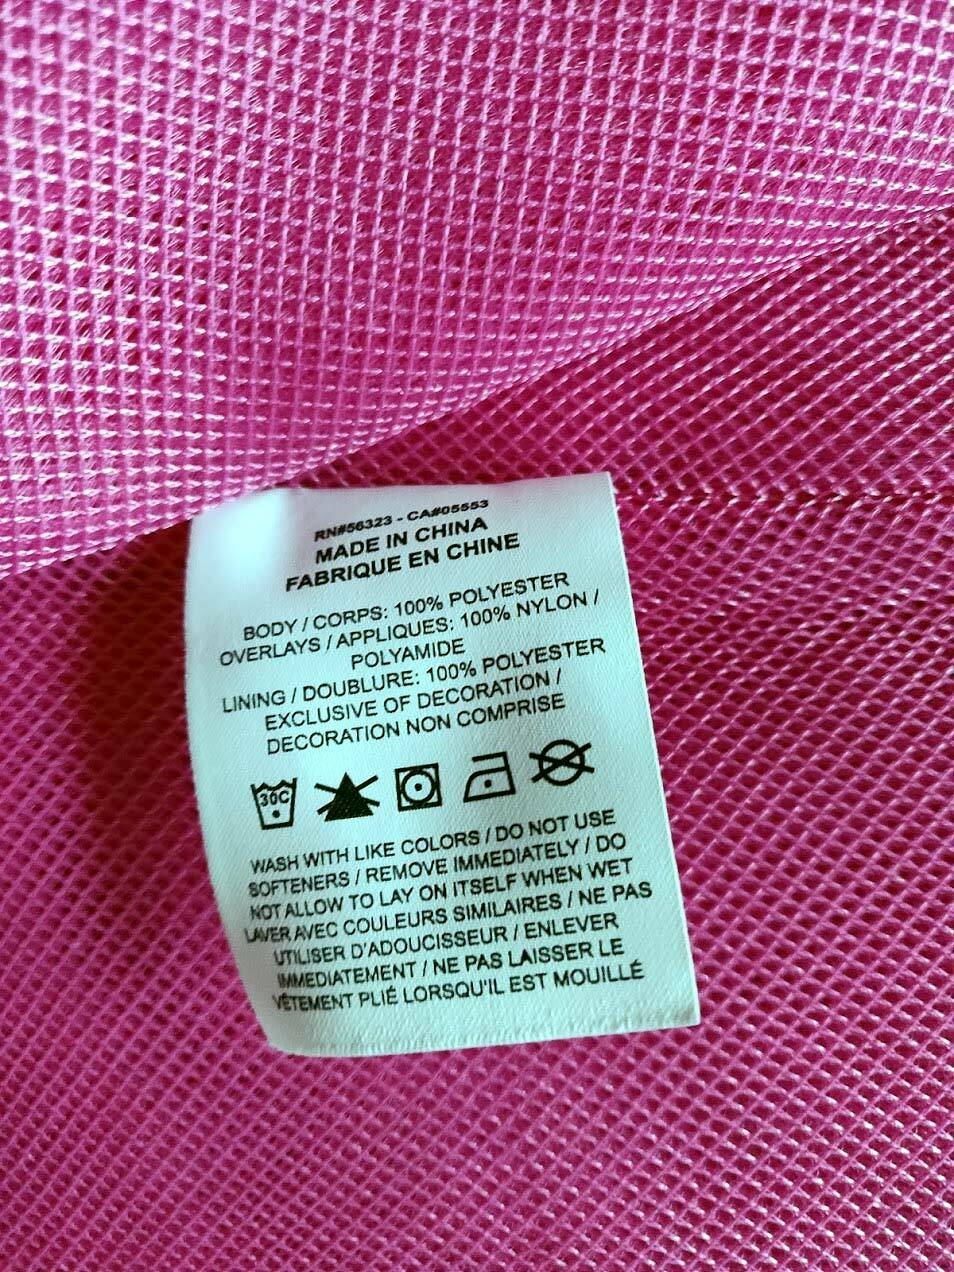 RN#56323 - CA#05553
MADE IN CHINA
FABRIQUE EN CHINE
BODY / CORPS: 100% POLYESTER
OVERLAYS / APPLIQUES: 100% NYLON /
POLYAMIDE
LINING / DOUBLURE: 100% POLYESTER
EXCLUSIVE OF DECORATION /
DECORATION NON COMPRISE
30C
WASH WITH LIKE COLORS / DO NOT USE
SOFTENERS / REMOVE IMMEDIATELY / DO
NOT ALLOW TO LAY ON ITSELF WHEN WET
LAVER AVEC COULEURS SIMILAIRES / NE PAS
UTILISER D'ADOUCISSEUR / ENLEVER
IMMEDIATEMENT / NE PAS LAISSER LE
VÊTEMENT PLIÉ LORSQU'IL EST MOUILLÉ